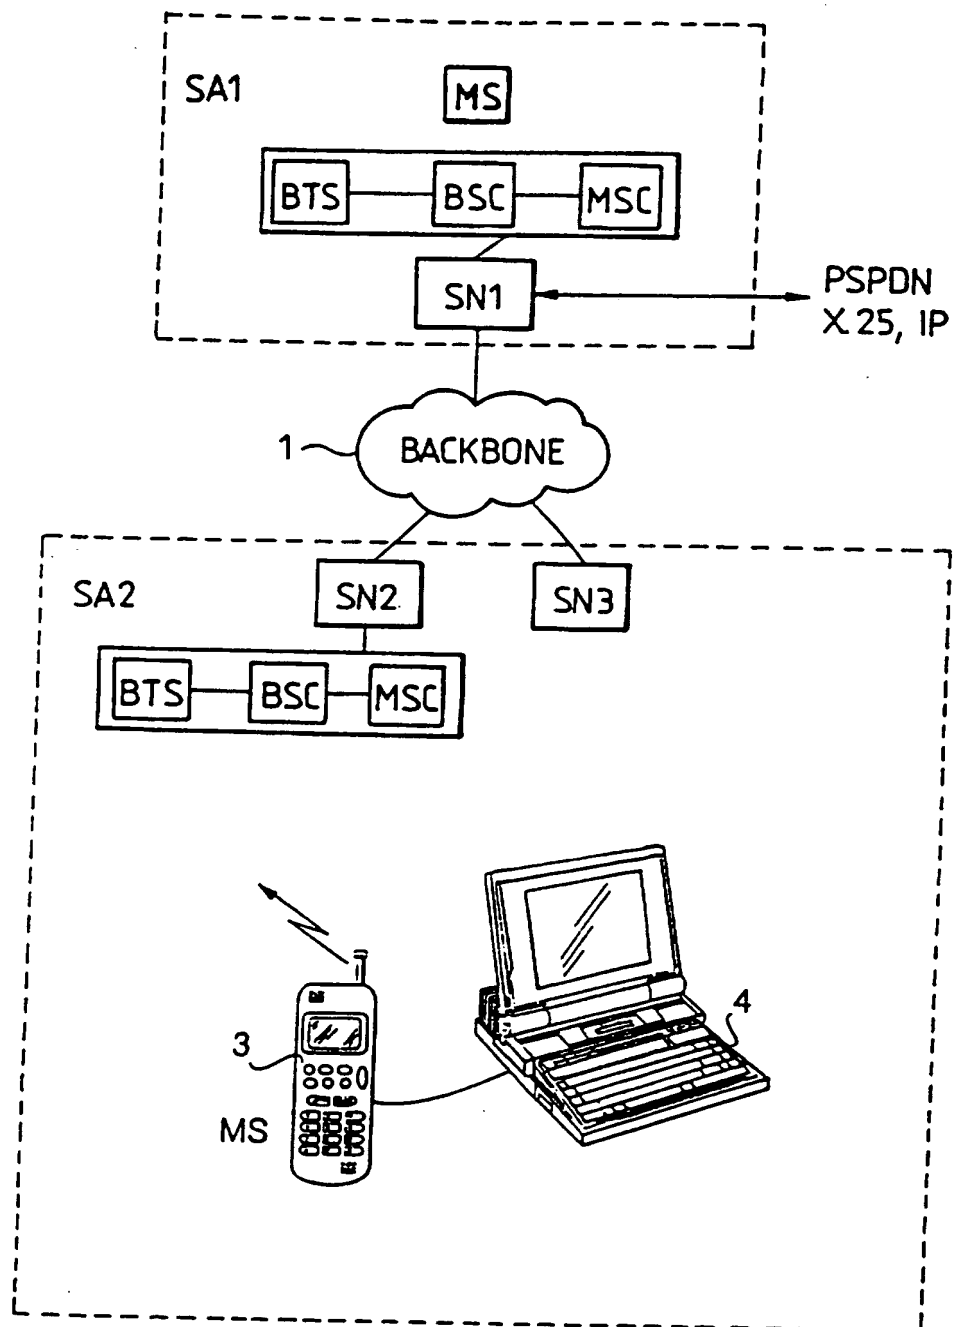 SA1
MS
BTS
BSC
MSC
SN1
PSPDN
X.25, IP
1
BACKBONE
SA2
SN2
SN3
BTS
BSC
MSC
3
4
MS